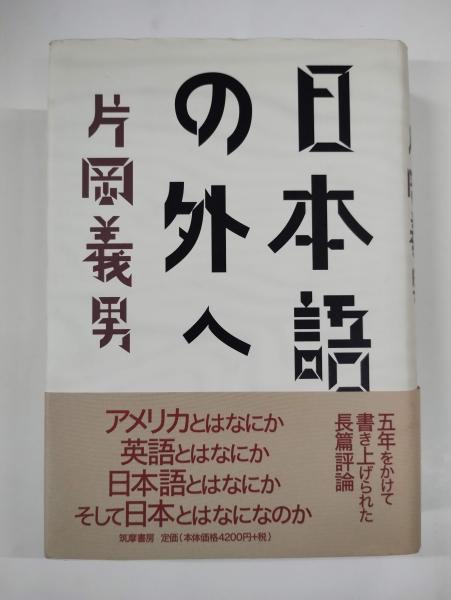 日本語
の外へ
片岡義男
五年をかけて
書き上げられた
長篇評論
アメリカとはなにか
英語とはなにか
日本語とはなにか
そして日本とはなになのか
筑摩書房 定価(本体価格4200円+税)